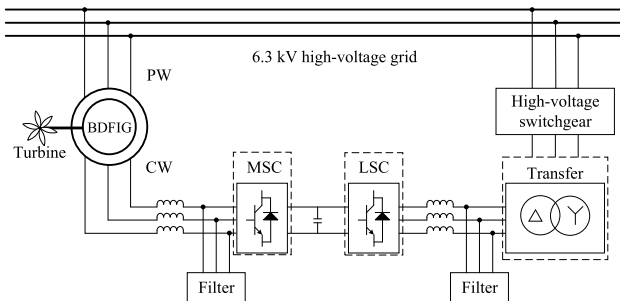 6.3 kV high-voltage grid
PW
High-voltage
switchgear
BDFIG
Turbine
CW
MSC
LSC
Transfer
Filter
Filter